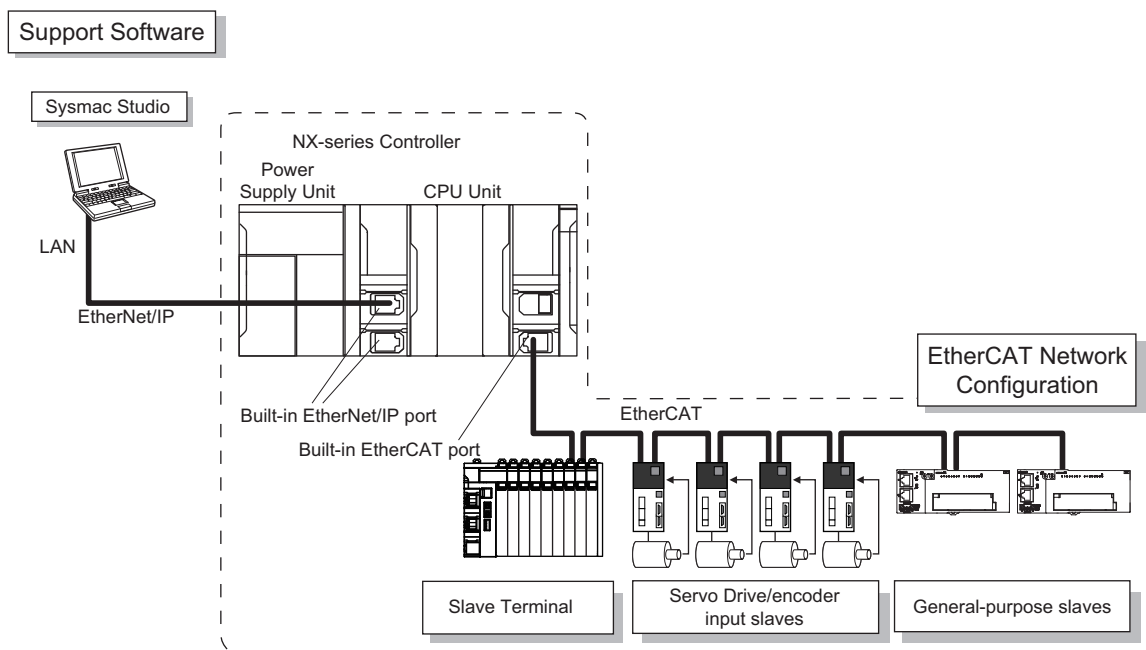 Support Software
Sysmac Studio
NX-series Controller
Power
Supply Unit
CPU Unit
LAN
EtherNet/IP
EtherCAT Network
Configuration
Built-in EtherNet/IP port
EtherCAT
Built-in EtherCAT port
Slave Terminal
Servo Drive/encoder
input slaves
General-purpose slaves